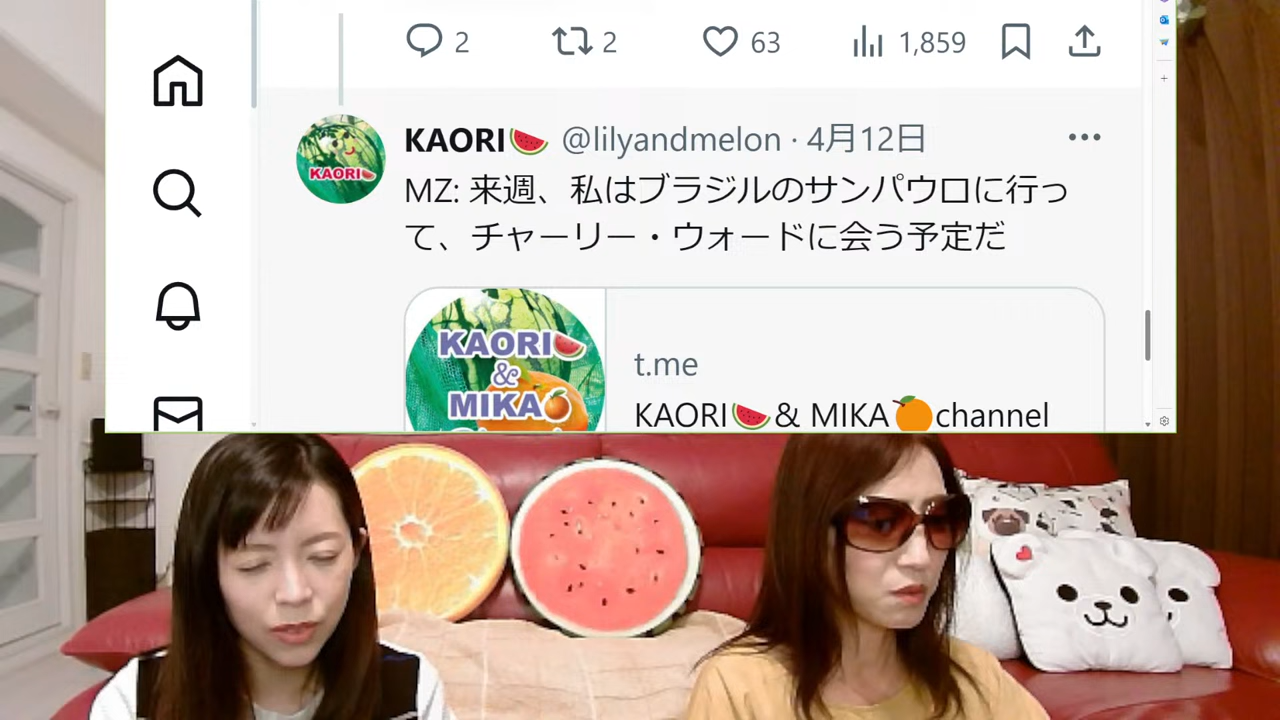 2 2 63 1,859
KAORI🍉 @lilyandmelon · 4月12日
MZ: 来週、私はブラジルのサンパウロに行っ
て、チャーリー・ウォードに会う予定だ
KAORI🍉
KAORI🍉
&
MIKA🍊
t.me
KAORI🍉& MIKA🍊channel